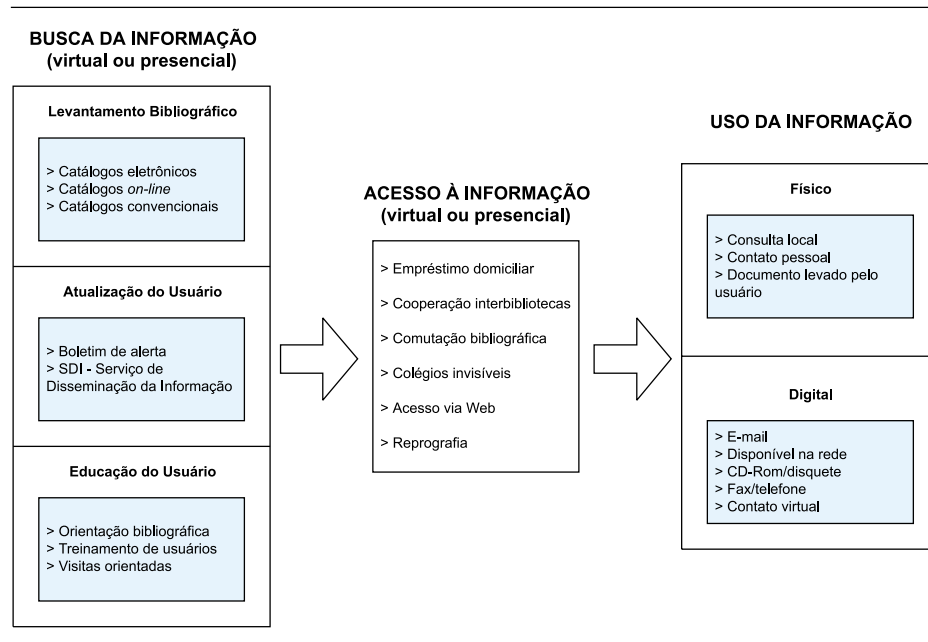 BUSCA DA INFORMAÇÃO
(virtual ou presencial)
Levantamento Bibliográfico
> Catálogos eletrônicos
> Catálogos on-line
> Catálogos convencionais
Atualização do Usuário
> Boletim de alerta
> SDI - Serviço de
Disseminação da Informação
Educação do Usuário
> Orientação bibliográfica
> Treinamento de usuários
> Visitas orientadas
ACESSO À INFORMAÇÃO
(virtual ou presencial)
> Empréstimo domiciliar
> Cooperação interbibliotecas
> Comutação bibliográfica
> Colégios invisíveis
> Acesso via Web
> Reprografia
USO DA INFORMAÇÃO
Físico
> Consulta local
> Contato pessoal
> Documento levado pelo
usuário
Digital
> E-mail
> Disponível na rede
> CD-Rom/disquete
> Fax/telefone
> Contato virtual